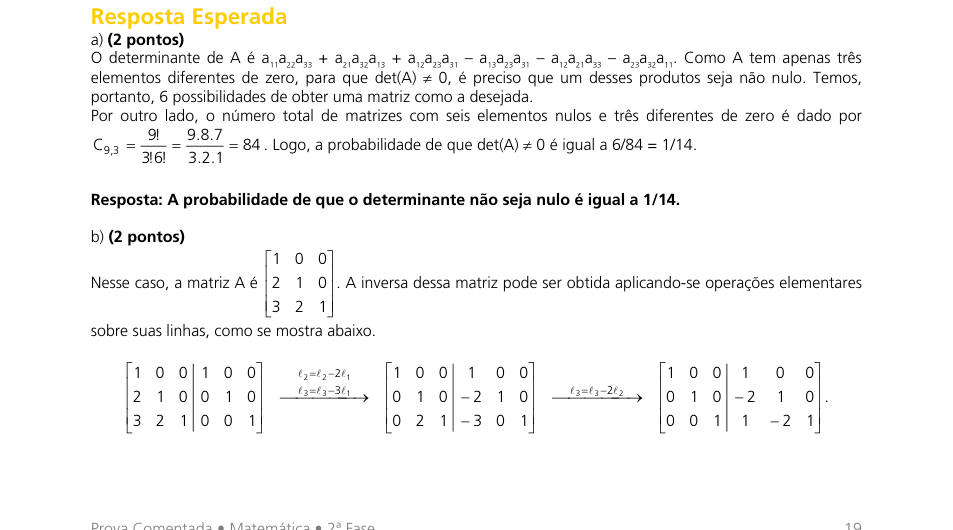 Resposta Esperada
a) (2 pontos)
O determinante de A é a₁₁a₂₂a₃₃ + a₂₁a₃₂a₁₃ + a₁₂a₂₃a₃₁ – a₁₃a₂₃a₃₁ – a₁₂a₂₁a₃₃ – a₂₃a₃₂a₁₁. Como A tem apenas três
elementos diferentes de zero, para que det(A) ≠ 0, é preciso que um desses produtos seja não nulo. Temos,
portanto, 6 possibilidades de obter uma matriz como a desejada.
Por outro lado, o número total de matrizes com seis elementos nulos e três diferentes de zero é dado por
C₉,₃ = 9!/3!6! = 9.8.7/3.2.1 = 84 . Logo, a probabilidade de que det(A) ≠ 0 é igual a 6/84 = 1/14.
Resposta: A probabilidade de que o determinante não seja nulo é igual a 1/14.
b) (2 pontos)
Nesse caso, a matriz A é [1 0 0; 2 1 0; 3 2 1]. A inversa dessa matriz pode ser obtida aplicando-se operações elementares
sobre suas linhas, como se mostra abaixo.
[1 0 0 | 1 0 0; 2 1 0 | 0 1 0; 3 2 1 | 0 0 1] ℓ₂=ℓ₂–2ℓ₁ ℓ₃=ℓ₃–3ℓ₁ → [1 0 0 | 1 0 0; 0 1 0 | –2 1 0; 0 2 1 | –3 0 1] ℓ₃=ℓ₃–2ℓ₂ → [1 0 0 | 1 0 0; 0 1 0 | –2 1 0; 0 0 1 | 1 –2 1].
Prova Comentada • Matemática • 2ª Fase 19